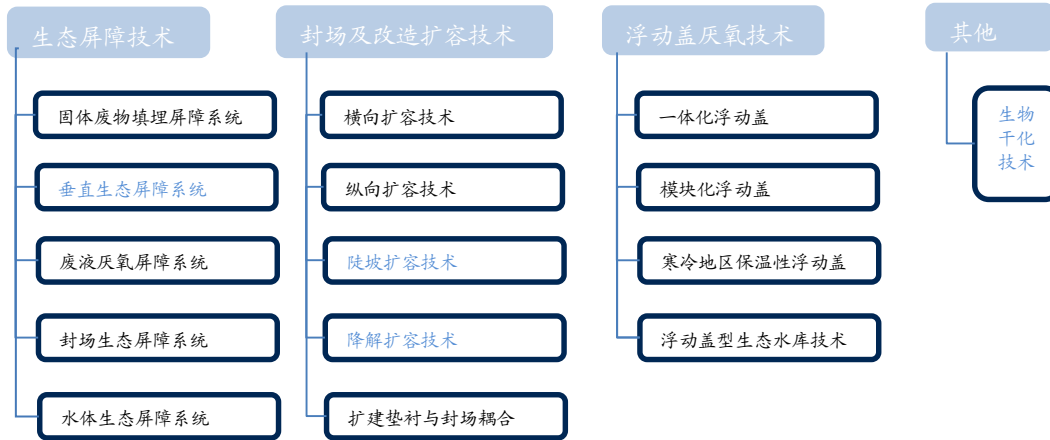 生态屏障技术
固体废物填埋屏障系统
垂直生态屏障系统
废液厌氧屏障系统
封场生态屏障系统
水体生态屏障系统
封场及改造扩容技术
横向扩容技术
纵向扩容技术
陡坡扩容技术
降解扩容技术
扩建垫衬与封场耦合
浮动盖厌氧技术
一体化浮动盖
模块化浮动盖
寒冷地区保温性浮动盖
浮动盖型生态水库技术
其他
生物
干化
技术